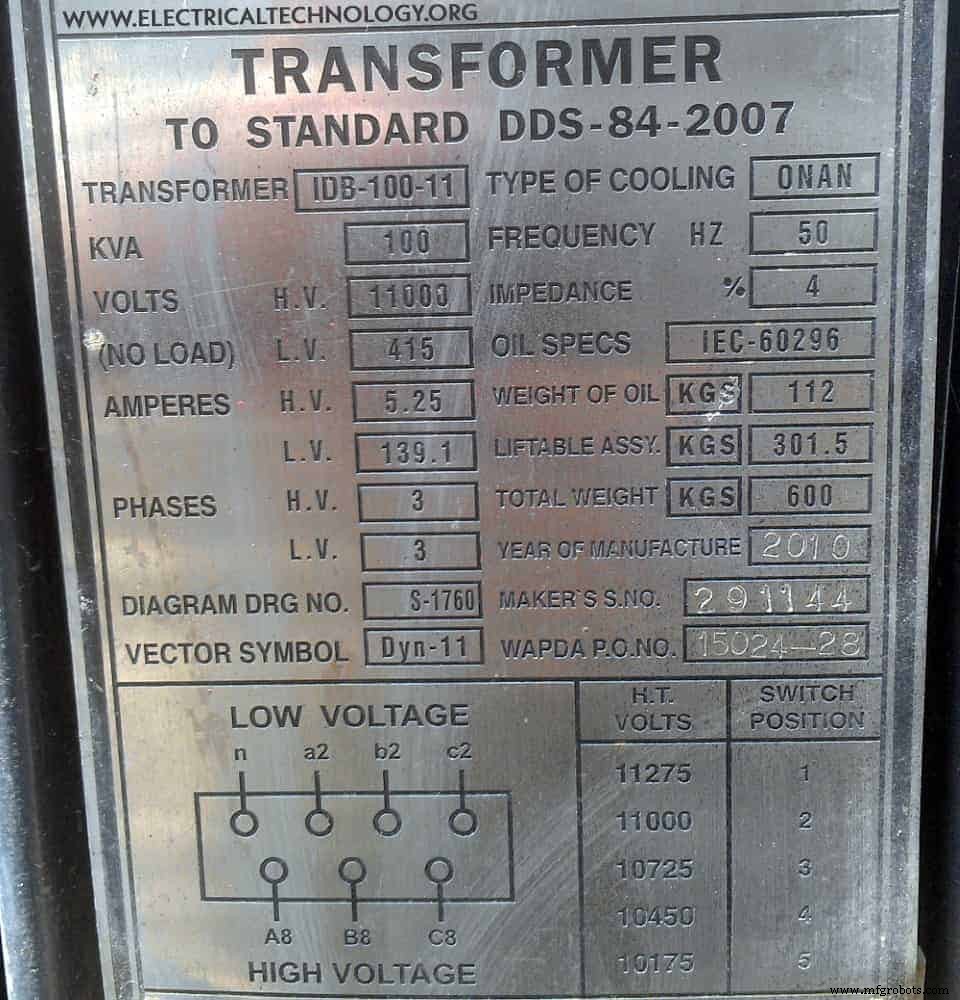 WWW.ELECTRICALTECHNOLOGY.ORG
TRANSFORMER
TO STANDARD DDS-84-2007
TRANSFORMER IDB-100-11 TYPE OF COOLING ONAN
KVA 100 FREQUENCY HZ 50
VOLTS H.V. 11000 IMPEDANCE % 4
(NO LOAD) L.V. 415 OIL SPECS IEC-60296
AMPERES H.V. 5.25 WEIGHT OF OIL KGS 112
L.V. 139.1 LIFTABLE ASSY. KGS 301.5
PHASES H.V. 3 TOTAL WEIGHT KGS 600
L.V. 3 YEAR OF MANUFACTURE 2010
DIAGRAM DRG NO. S-1760 MAKER`S S.NO. 291144
VECTOR SYMBOL Dyn-11 WAPDA P.O.NO. 15024-28
LOW VOLTAGE
n a2 b2 c2
A8 B8 C8
HIGH VOLTAGE
H.T. VOLTS SWITCH POSITION
11275 1
11000 2
10725 3
10450 4
10175 5
www.mfgrobots.com